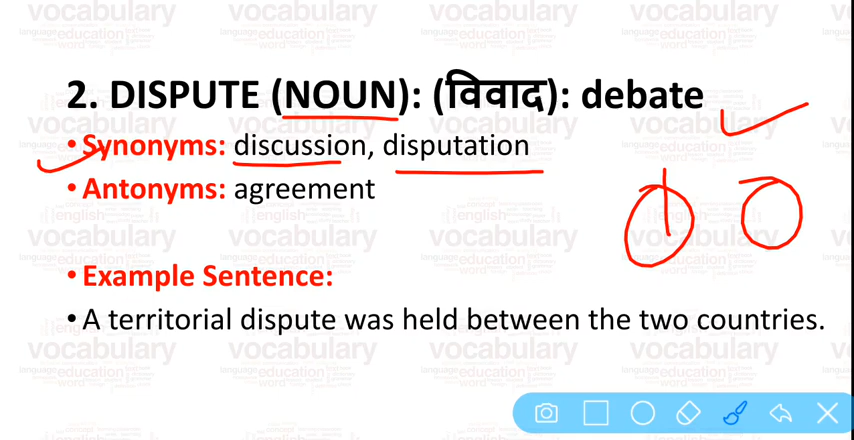 2. DISPUTE (NOUN): (विवाद): debate
• Synonyms: discussion, disputation
• Antonyms: agreement
• Example Sentence:
• A territorial dispute was held between the two countries.